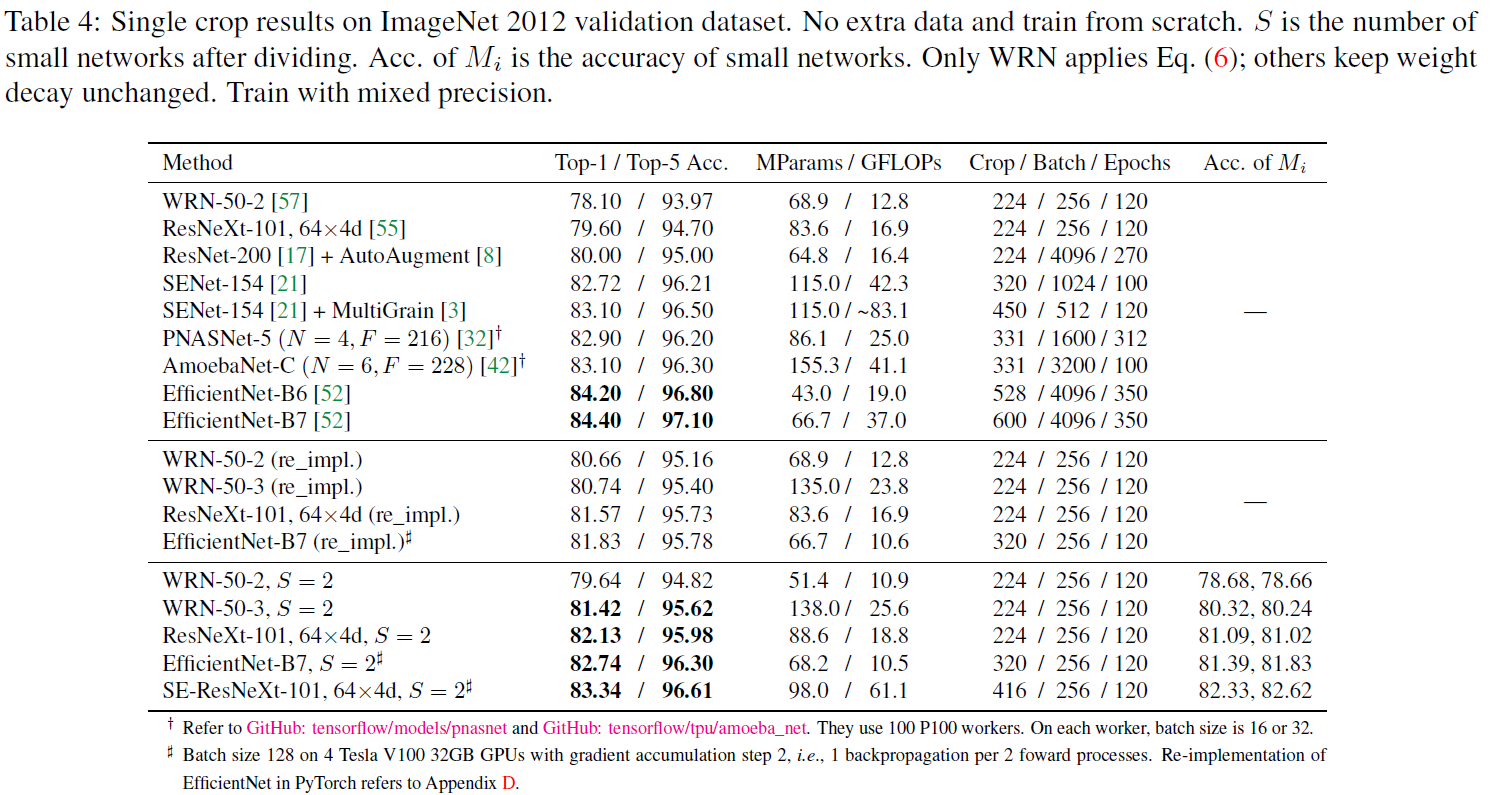 Table 4: Single crop results on ImageNet 2012 validation dataset. No extra data and train from scratch. S is the number of
small networks after dividing. Acc. of Mᵢ is the accuracy of small networks. Only WRN applies Eq. (6); others keep weight
decay unchanged. Train with mixed precision.
Method Top-1 / Top-5 Acc. MParams / GFLOPs Crop / Batch / Epochs Acc. of Mᵢ
WRN-50-2 [57] 78.10 / 93.97 68.9 / 12.8 224 / 256 / 120
ResNeXt-101, 64×4d [55] 79.60 / 94.70 83.6 / 16.9 224 / 256 / 120
ResNet-200 [17] + AutoAugment [8] 80.00 / 95.00 64.8 / 16.4 224 / 4096 / 270
SENet-154 [21] 82.72 / 96.21 115.0 / 42.3 320 / 1024 / 100
SENet-154 [21] + MultiGrain [3] 83.10 / 96.50 115.0 / ~83.1 450 / 512 / 120 —
PNASNet-5 (N = 4, F = 216) [32]† 82.90 / 96.20 86.1 / 25.0 331 / 1600 / 312
AmoebaNet-C (N = 6, F = 228) [42]† 83.10 / 96.30 155.3 / 41.1 331 / 3200 / 100
EfficientNet-B6 [52] 84.20 / 96.80 43.0 / 19.0 528 / 4096 / 350
EfficientNet-B7 [52] 84.40 / 97.10 66.7 / 37.0 600 / 4096 / 350
WRN-50-2 (re_impl.) 80.66 / 95.16 68.9 / 12.8 224 / 256 / 120
WRN-50-3 (re_impl.) 80.74 / 95.40 135.0 / 23.8 224 / 256 / 120 —
ResNeXt-101, 64×4d (re_impl.) 81.57 / 95.73 83.6 / 16.9 224 / 256 / 120
EfficientNet-B7 (re_impl.)♯ 81.83 / 95.78 66.7 / 10.6 320 / 256 / 120
WRN-50-2, S = 2 79.64 / 94.82 51.4 / 10.9 224 / 256 / 120 78.68, 78.66
WRN-50-3, S = 2 81.42 / 95.62 138.0 / 25.6 224 / 256 / 120 80.32, 80.24
ResNeXt-101, 64×4d, S = 2 82.13 / 95.98 88.6 / 18.8 224 / 256 / 120 81.09, 81.02
EfficientNet-B7, S = 2♯ 82.74 / 96.30 68.2 / 10.5 320 / 256 / 120 81.39, 81.83
SE-ResNeXt-101, 64×4d, S = 2♯ 83.34 / 96.61 98.0 / 61.1 416 / 256 / 120 82.33, 82.62
† Refer to GitHub: tensorflow/models/pnasnet and GitHub: tensorflow/tpu/amoeba_net. They use 100 P100 workers. On each worker, batch size is 16 or 32.
♯ Batch size 128 on 4 Tesla V100 32GB GPUs with gradient accumulation step 2, i.e., 1 backpropagation per 2 foward processes. Re-implementation of
EfficientNet in PyTorch refers to Appendix D.